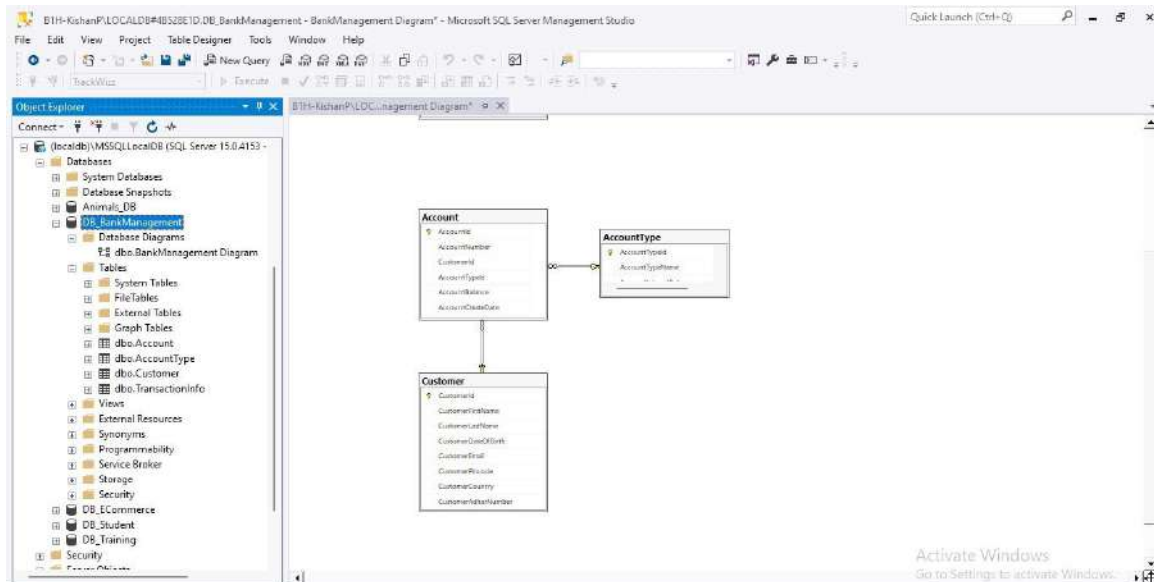 B1H-KishanP\LOCALDB#4B52BE1D.DB_BankManagement - BankManagement Diagram* - Microsoft SQL Server Management Studio
Quick Launch (Ctrl+Q)
File Edit View Project Table Designer Tools Window Help
New Query
TrackWizz
Execute
Object Explorer
B1H-KishanP\LOC...nagement Diagram*
Connect
(localdb)\MSSQLLocalDB (SQL Server 15.0.4153 -
Databases
System Databases
Database Snapshots
Animals_DB
DB_BankManagement
Database Diagrams
dbo.BankManagement Diagram
Tables
System Tables
FileTables
External Tables
Graph Tables
dbo.Account
dbo.AccountType
dbo.Customer
dbo.TransactionInfo
Views
External Resources
Synonyms
Programmability
Service Broker
Storage
Security
DB_ECommerce
DB_Student
DB_Training
Security
Server Objects
Account
AccountId
AccountNumber
CustomerId
AccountTypeId
AccountBalance
AccountCreateDate
AccountType
AccountTypeId
AccountTypeName
Customer
CustomerId
CustomerFirstName
CustomerLastName
CustomerDateOfBirth
CustomerEmail
CustomerPincode
CustomerCountry
CustomerAdharNumber
Activate Windows
Go to Settings to activate Windows.